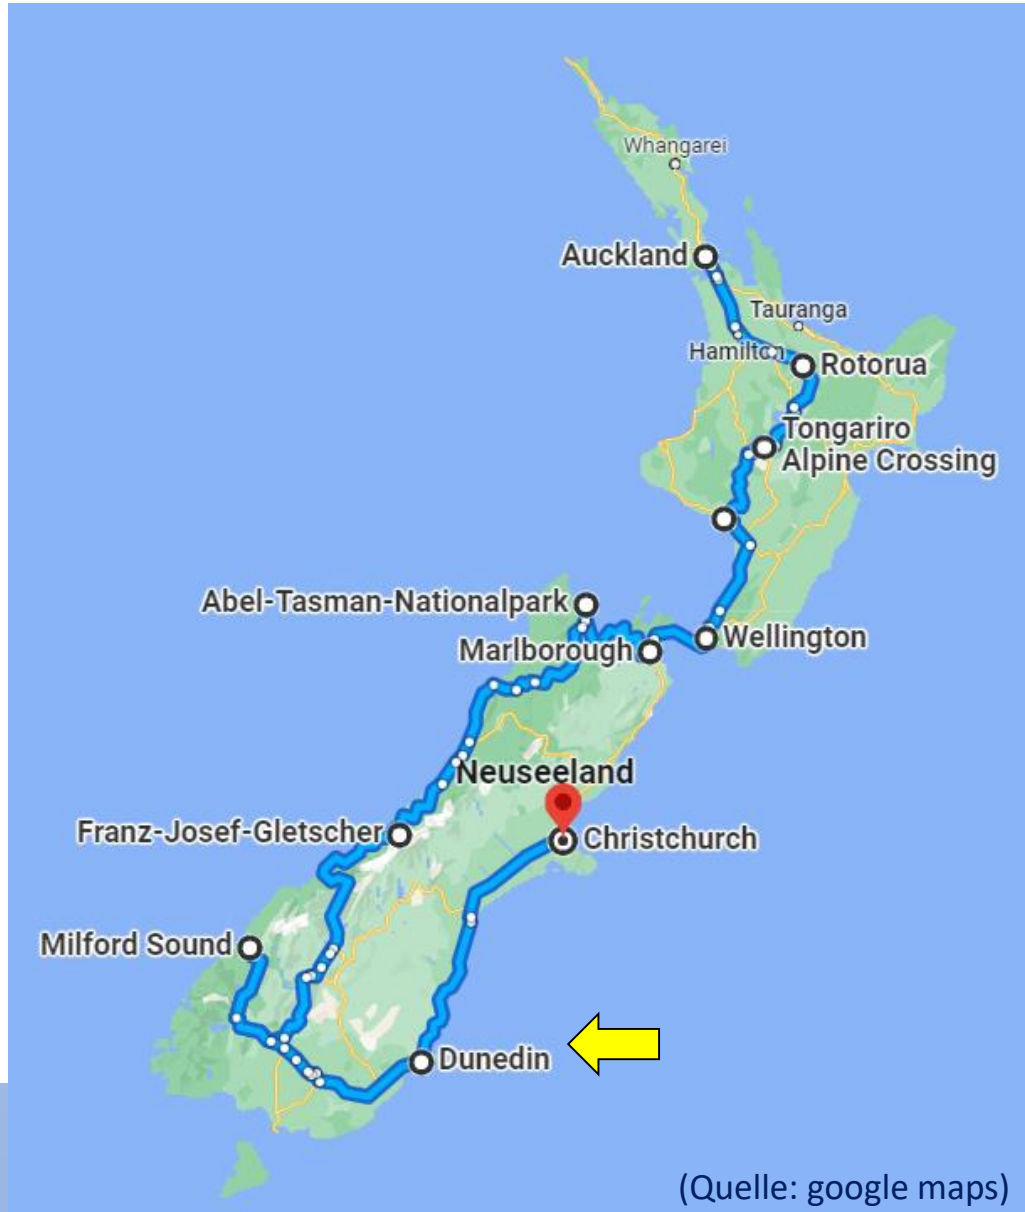 Whangarei
Auckland
Tauranga
Hamilton
Rotorua
Tongariro
Alpine Crossing
Abel-Tasman-Nationalpark
Wellington
Marlborough
Neuseeland
Franz-Josef-Gletscher
Christchurch
Milford Sound
Dunedin
(Quelle: google maps)